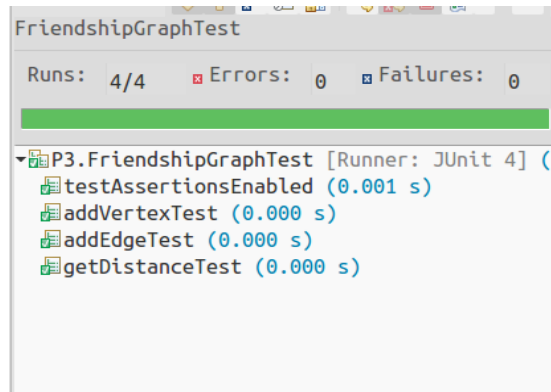 FriendshipGraphTest
Runs: 4/4 Errors: 0 Failures: 0
P3.FriendshipGraphTest [Runner: JUnit 4] (
testAssertionsEnabled (0.001 s)
addVertexTest (0.000 s)
addEdgeTest (0.000 s)
getDistanceTest (0.000 s)